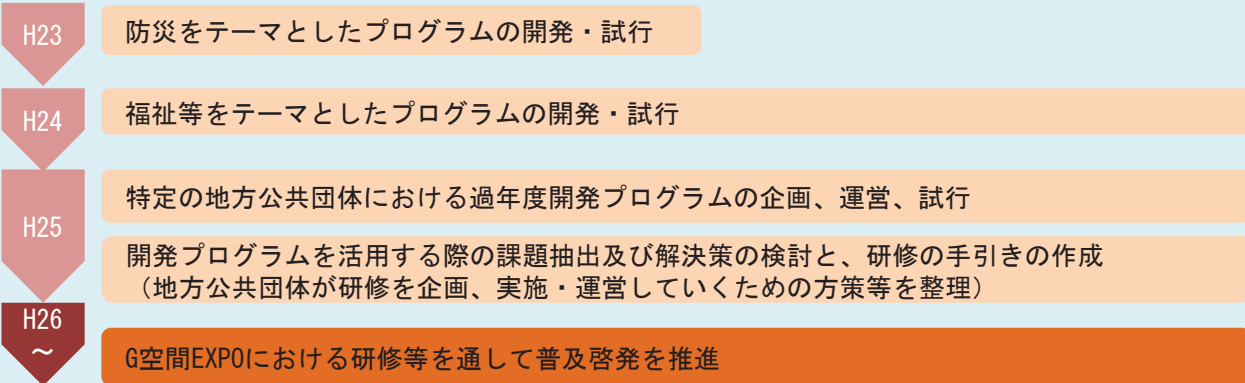 H23
防災をテーマとしたプログラムの開発・試行
H24
福祉等をテーマとしたプログラムの開発・試行
H25
特定の地方公共団体における過年度開発プログラムの企画、運営、試行
開発プログラムを活用する際の課題抽出及び解決策の検討と、研修の手引きの作成
（地方公共団体が研修を企画、実施・運営していくための方策等を整理）
H26
～
G空間EXPOにおける研修等を通して普及啓発を推進